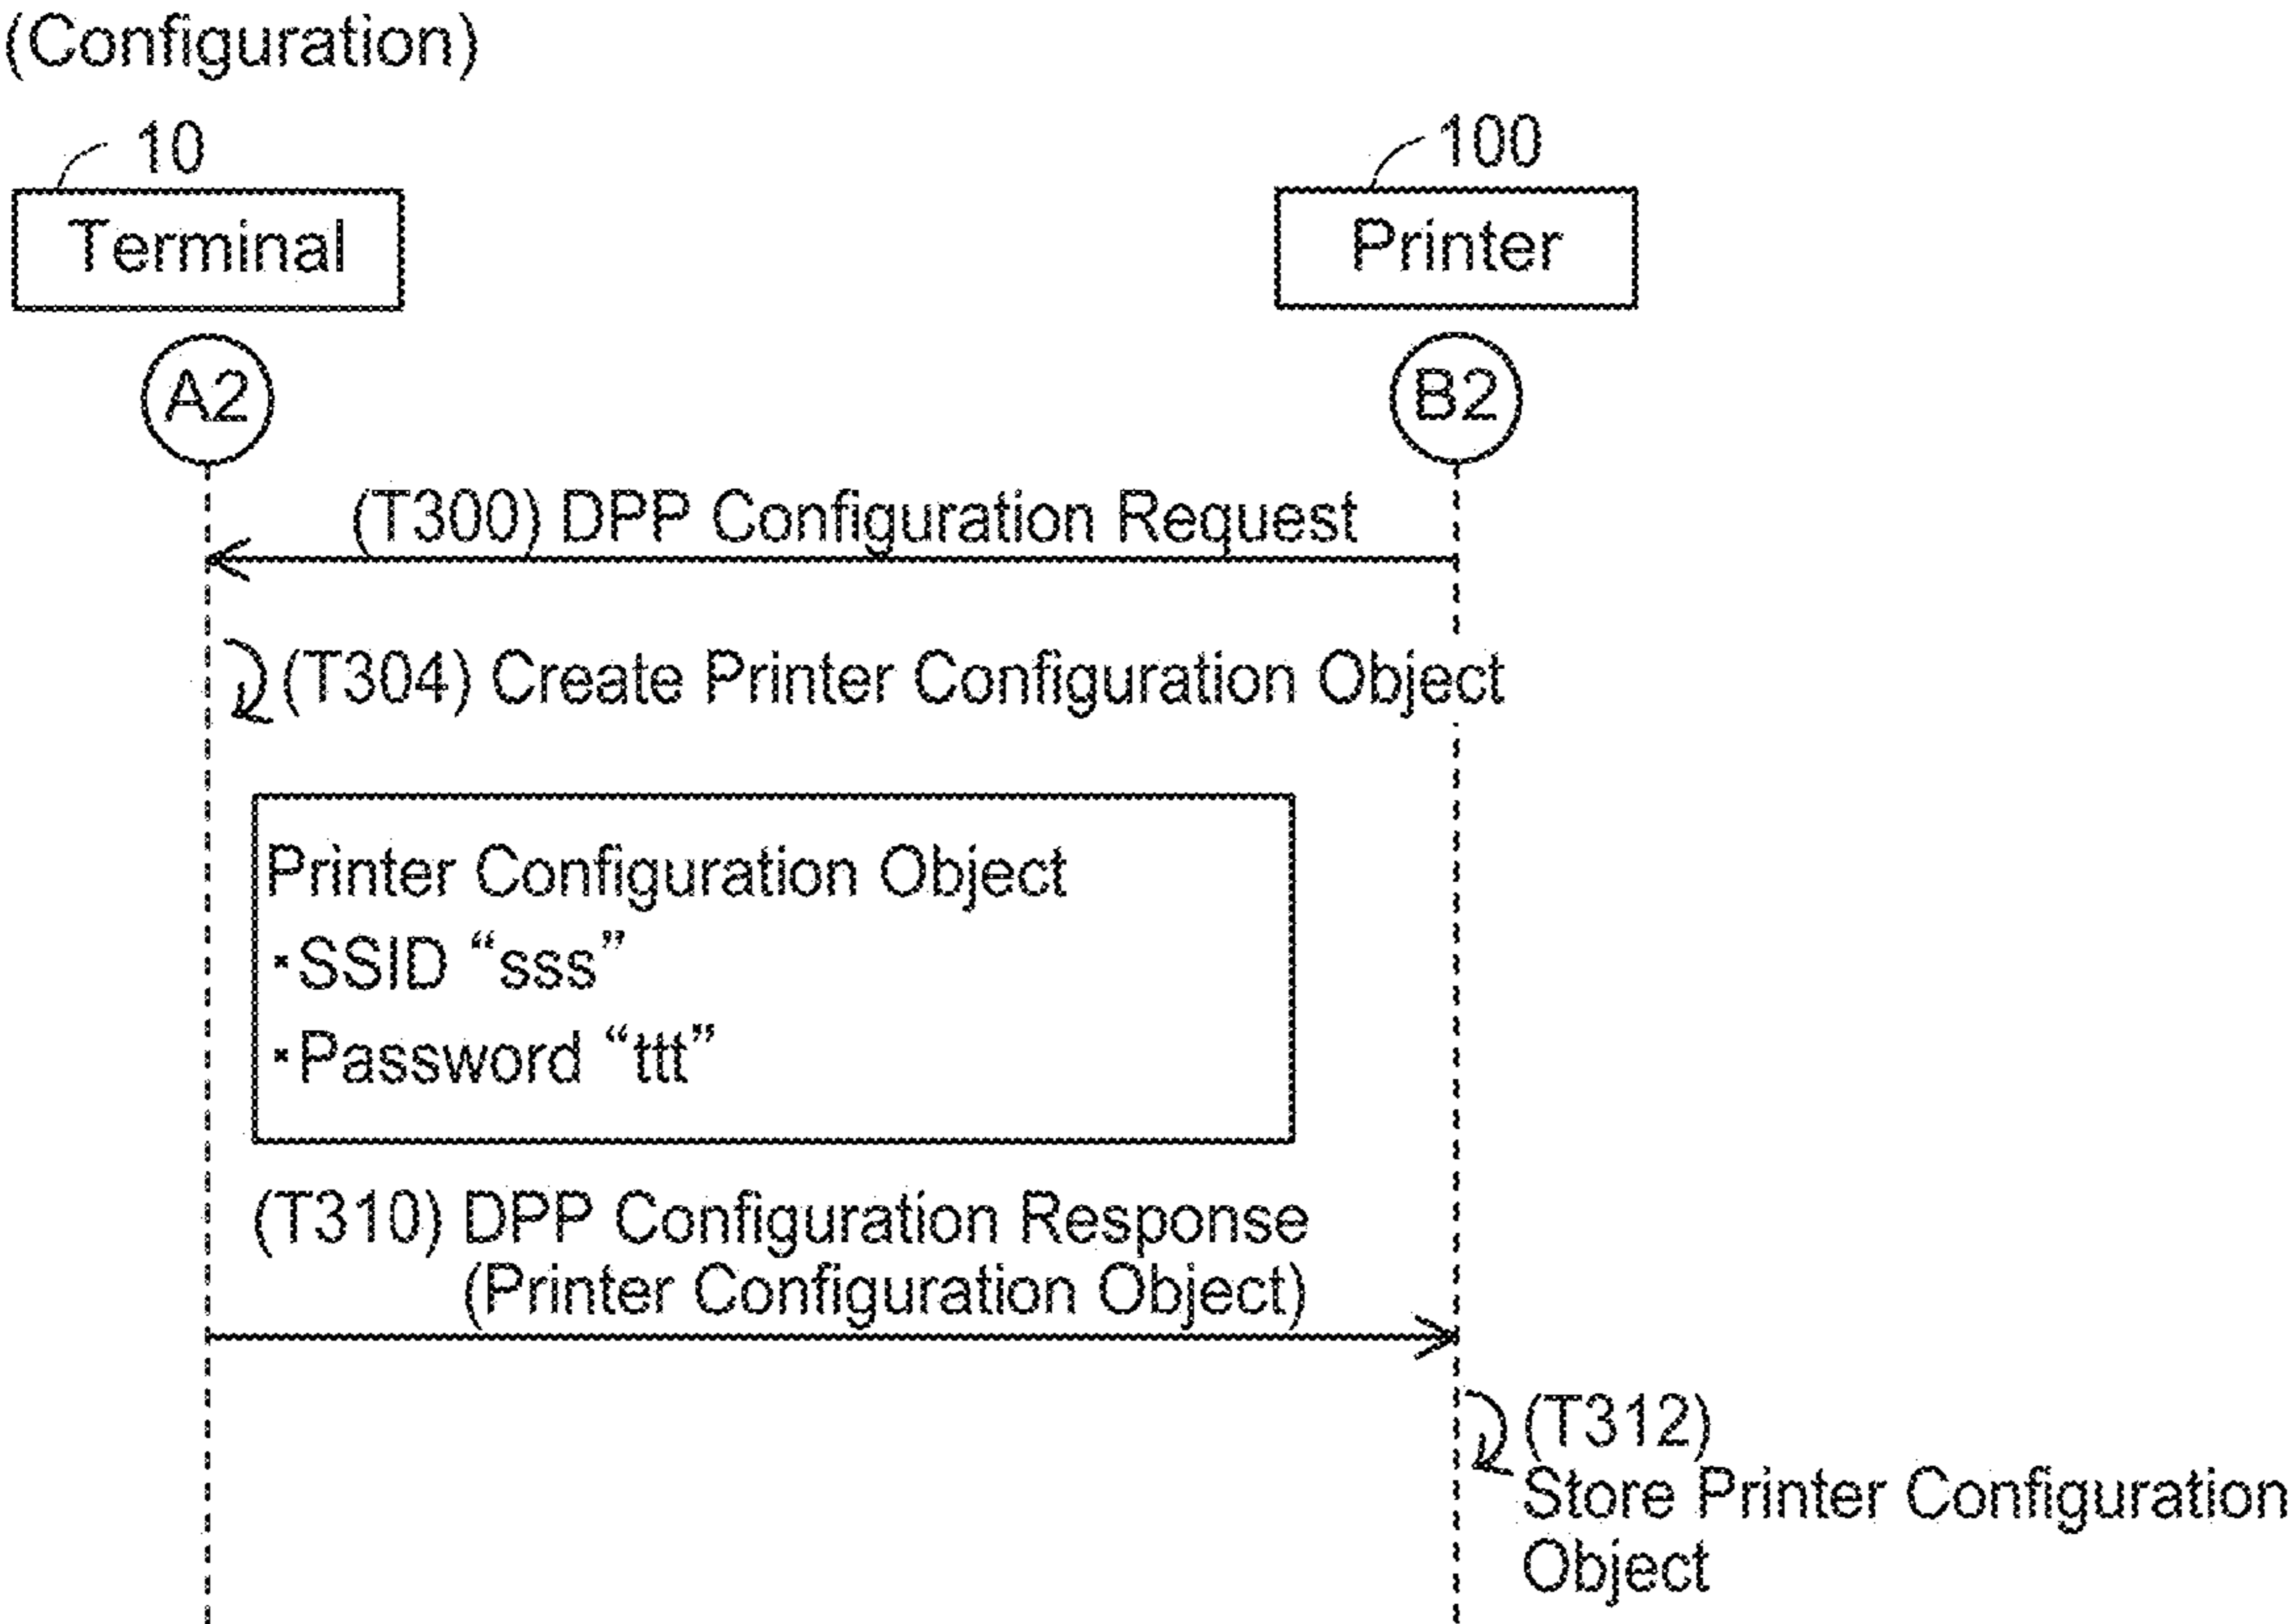 (Configuration)
10
100
Terminal
Printer
A2
B2
(T300) DPP Configuration Request
(T304) Create Printer Configuration Object
Printer Configuration Object
・SSID “sss”
・Password “ttt”
(T310) DPP Configuration Response
(Printer Configuration Object)
(T312)
Store Printer Configuration
Object